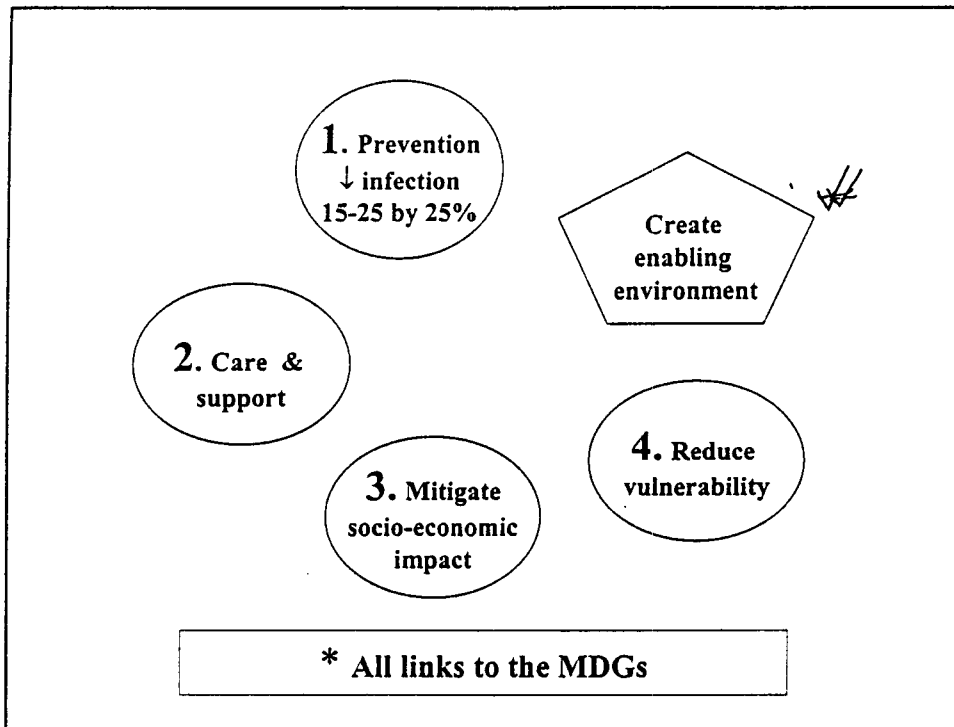 1. Prevention
↓ infection
15-25 by 25%
Create
enabling
environment
2. Care &
support
3. Mitigate
socio-economic
impact
4. Reduce
vulnerability
* All links to the MDGs